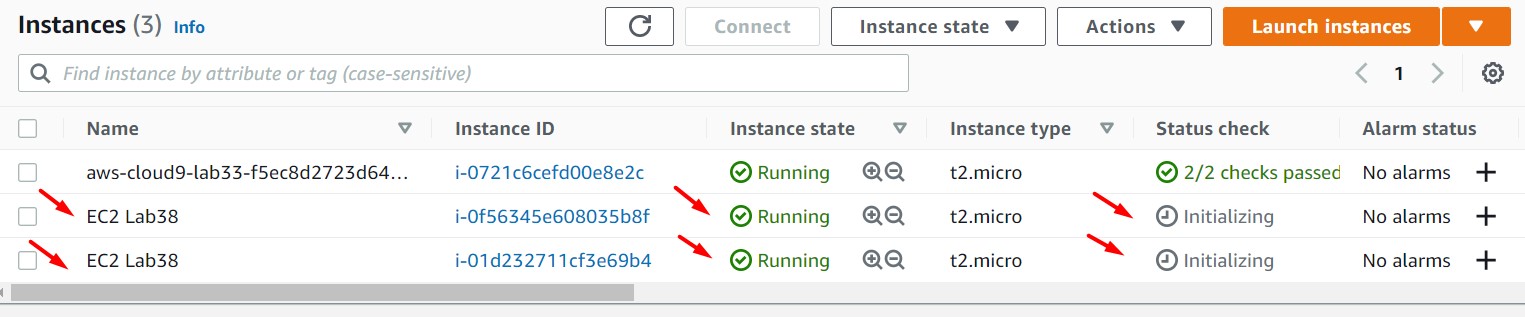 Instances (3) Info Connect Instance state Actions Launch instances
Find instance by attribute or tag (case-sensitive) 1
Name Instance ID Instance state Instance type Status check Alarm status
aws-cloud9-lab33-f5ec8d2723d64... i-0721c6cefd00e8e2c Running t2.micro 2/2 checks passed No alarms +
EC2 Lab38 i-0f56345e608035b8f Running t2.micro Initializing No alarms +
EC2 Lab38 i-01d232711cf3e69b4 Running t2.micro Initializing No alarms +